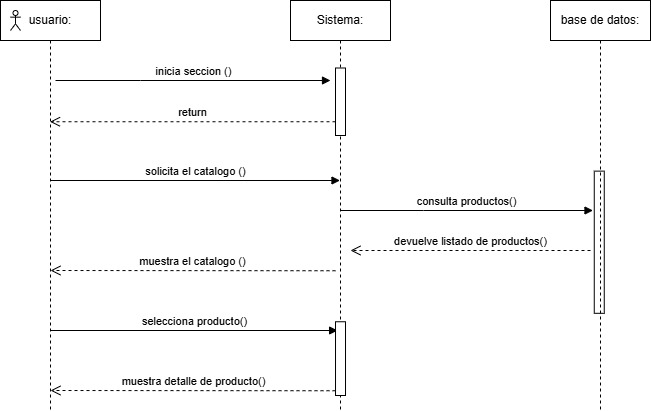 usuario:
Sistema:
base de datos:
inicia seccion ()
return
solicita el catalogo ()
consulta productos()
devuelve listado de productos()
muestra el catalogo ()
selecciona producto()
muestra detalle de producto()